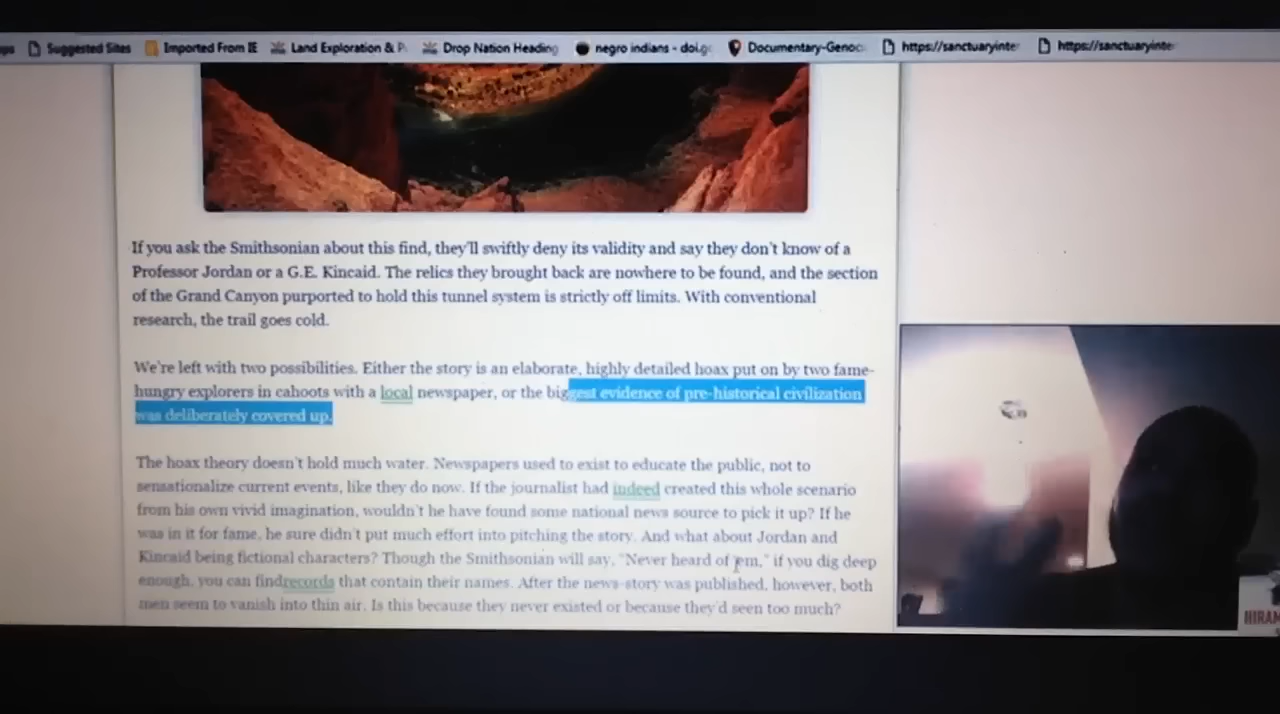 ps Suggested Sites Imported From IE Land Exploration & P Drop Nation Heading negro indians - doi.g Documentary-Genoc https://sanctuaryinte https://sanctuaryinte
If you ask the Smithsonian about this find, they'll swiftly deny its validity and say they don't know of a
Professor Jordan or a G.E. Kincaid. The relics they brought back are nowhere to be found, and the section
of the Grand Canyon purported to hold this tunnel system is strictly off limits. With conventional
research, the trail goes cold.
We're left with two possibilities. Either the story is an elaborate, highly detailed hoax put on by two fame-
hungry explorers in cahoots with a local newspaper, or the biggest evidence of pre-historical civilization
was deliberately covered up.
The hoax theory doesn't hold much water. Newspapers used to exist to educate the public, not to
sensationalize current events, like they do now. If the journalist had indeed created this whole scenario
from his own vivid imagination, wouldn't he have found some national news source to pick it up? If he
was in it for fame, he sure didn't put much effort into pitching the story. And what about Jordan and
Kincaid being fictional characters? Though the Smithsonian will say, "Never heard of 'em," if you dig deep
enough, you can findrecords that contain their names. After the news-story was published, however, both
men seem to vanish into thin air. Is this because they never existed or because they'd seen too much?
HIRAM